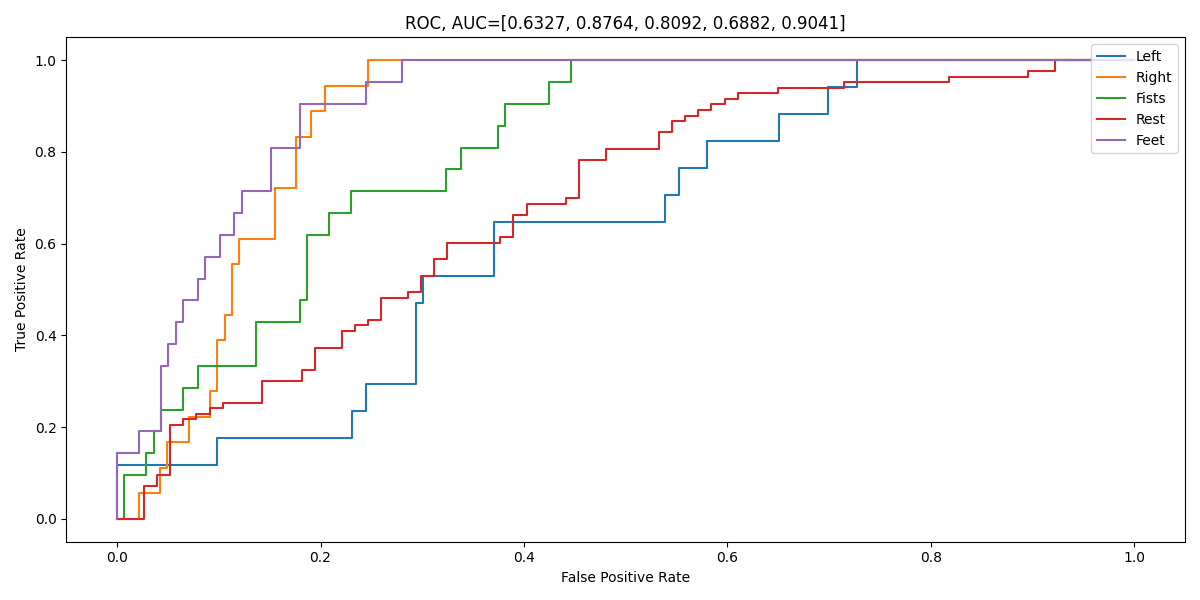 ROC, AUC=[0.6327, 0.8764, 0.8092, 0.6882, 0.9041]
Left
Right
Fists
Rest
Feet
1.0
0.8
0.6
0.4
0.2
0.0
True Positive Rate
0.0 0.2 0.4 0.6 0.8 1.0
False Positive Rate